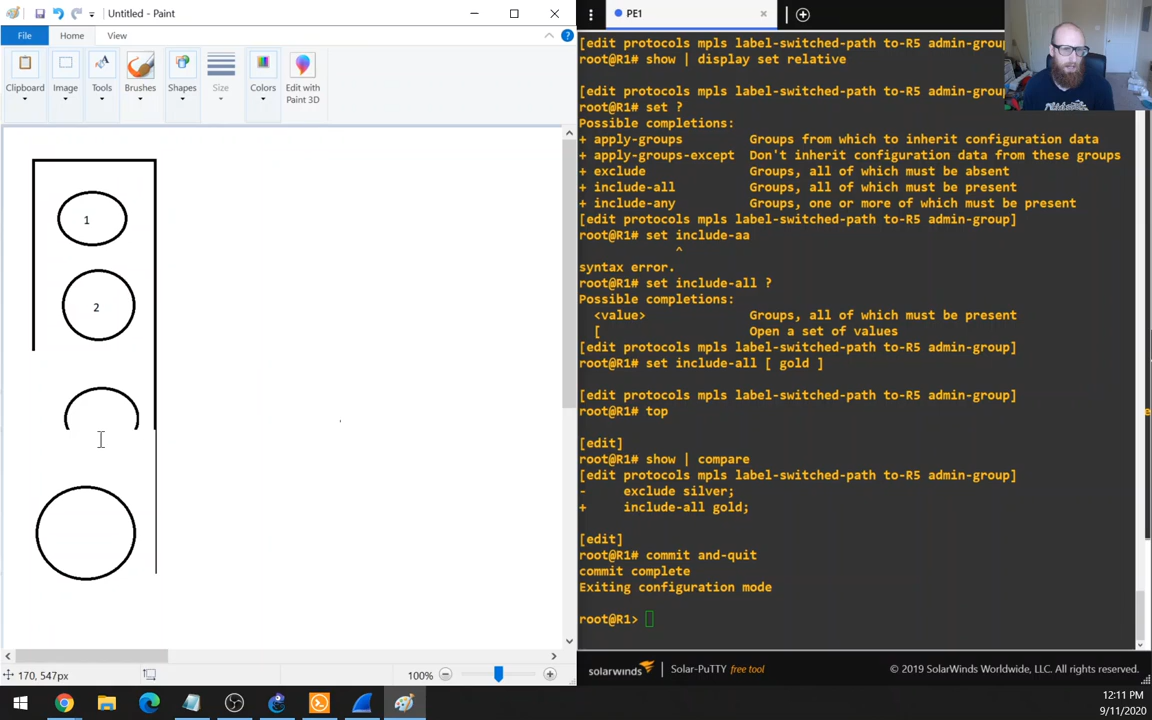 Untitled - Paint
File
Home
View
Clipboard
Image
Tools
Brushes
Shapes
Size
Colors
Edit with
Paint 3D
1
2
170, 547px
100%
PE1
[edit protocols mpls label-switched-path to-R5 admin-group
root@R1# show | display set relative
[edit protocols mpls label-switched-path to-R5 admin-group
root@R1# set ?
Possible completions:
+ apply-groups Groups from which to inherit configuration data
+ apply-groups-except Don't inherit configuration data from these groups
+ exclude Groups, all of which must be absent
+ include-all Groups, all of which must be present
+ include-any Groups, one or more of which must be present
[edit protocols mpls label-switched-path to-R5 admin-group]
root@R1# set include-aa
^
syntax error.
root@R1# set include-all ?
Possible completions:
<value> Groups, all of which must be present
[ Open a set of values
[edit protocols mpls label-switched-path to-R5 admin-group]
root@R1# set include-all [ gold ]
[edit protocols mpls label-switched-path to-R5 admin-group]
root@R1# top
[edit]
root@R1# show | compare
[edit protocols mpls label-switched-path to-R5 admin-group]
- exclude silver;
+ include-all gold;
[edit]
root@R1# commit and-quit
commit complete
Exiting configuration mode
root@R1>
solarwinds
Solar-PuTTY free tool
© 2019 SolarWinds Worldwide, LLC. All rights reserved.
12:11 PM
9/11/2020